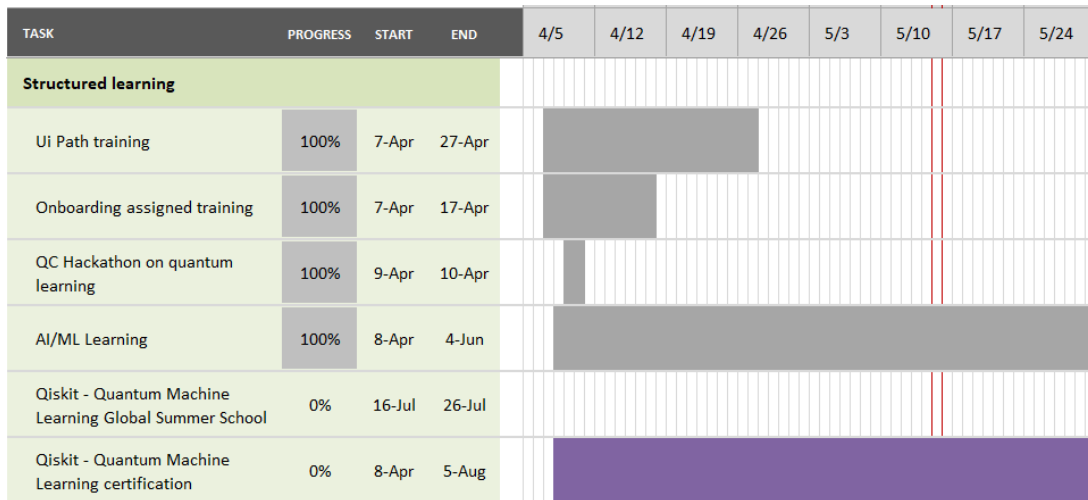 TASK PROGRESS START END 4/5 4/12 4/19 4/26 5/3 5/10 5/17 5/24
Structured learning
Ui Path training 100% 7-Apr 27-Apr
Onboarding assigned training 100% 7-Apr 17-Apr
QC Hackathon on quantum
learning 100% 9-Apr 10-Apr
AI/ML Learning 100% 8-Apr 4-Jun
Qiskit - Quantum Machine
Learning Global Summer School 0% 16-Jul 26-Jul
Qiskit - Quantum Machine
Learning certification 0% 8-Apr 5-Aug